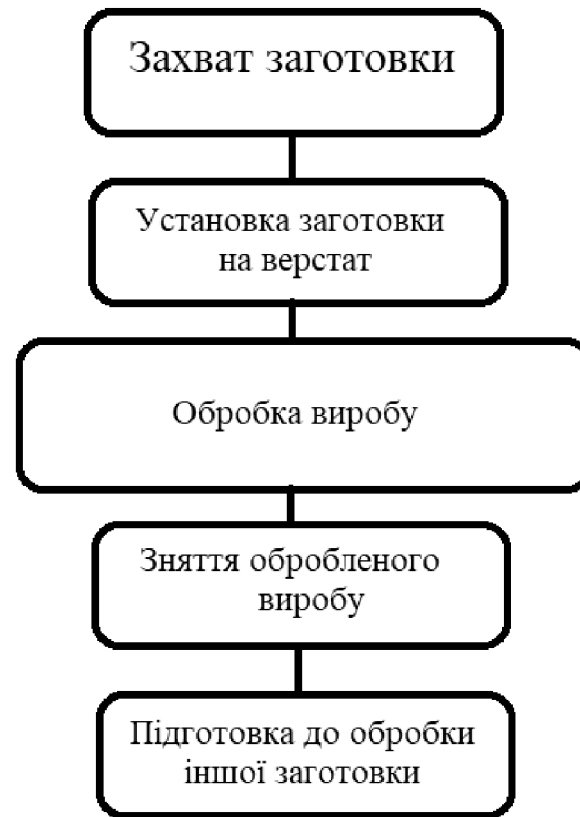 Захват заготовки
Установка заготовки
на верстат
Обробка виробу
Зняття обробленого
виробу
Підготовка до обробки
іншої заготовки